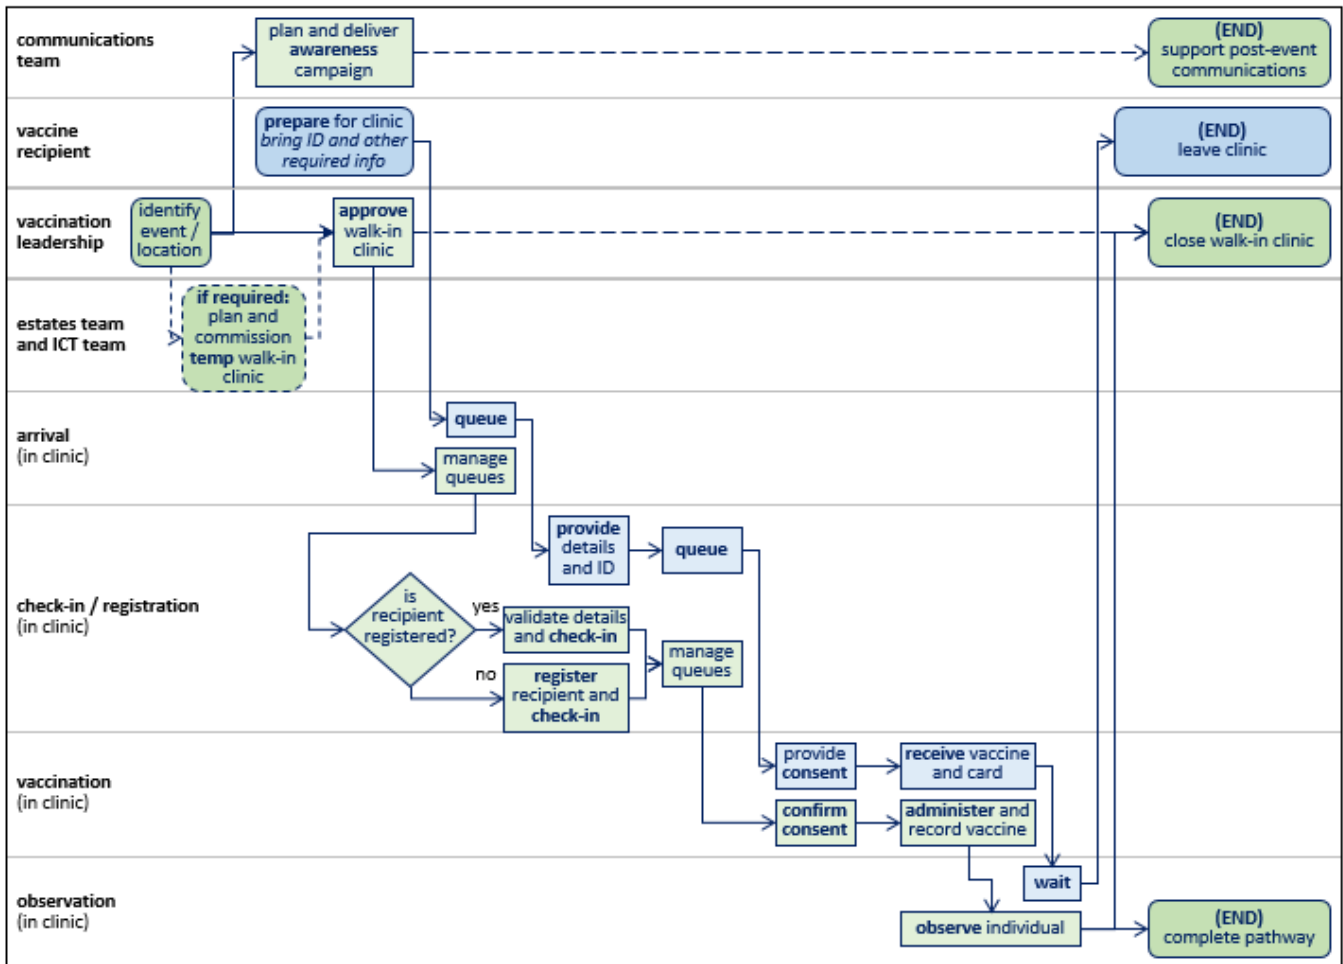 communications
team
plan and deliver
awareness
campaign
(END)
support post-event
communications
vaccine
recipient
prepare for clinic
bring ID and other
required info
(END)
leave clinic
vaccination
leadership
identify
event /
location
approve
walk-in
clinic
(END)
close walk-in clinic
estates team
and ICT team
if required:
plan and
commission
temp walk-in
clinic
arrival
(in clinic)
queue
manage
queues
check-in / registration
(in clinic)
provide
details
and ID
queue
is
recipient
registered?
yes
validate details
and check-in
no
register
recipient and
check-in
manage
queues
vaccination
(in clinic)
provide
consent
receive vaccine
and card
confirm
consent
administer and
record vaccine
observation
(in clinic)
wait
observe individual
(END)
complete pathway